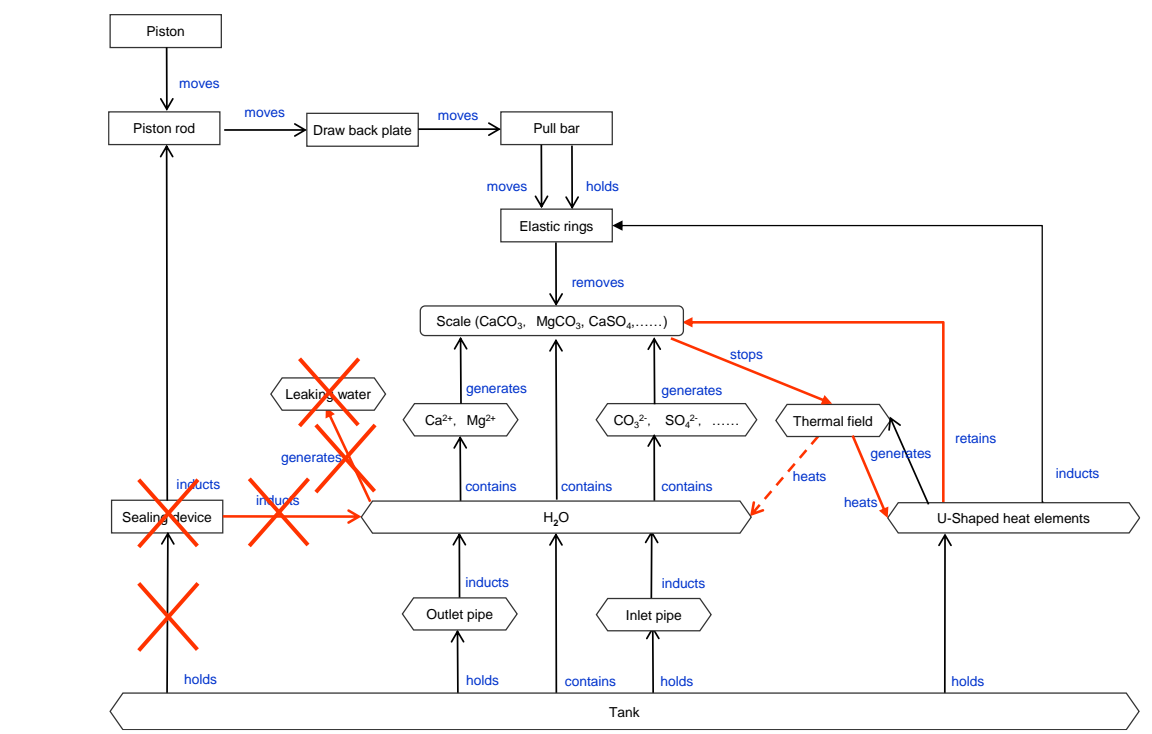 Piston
moves
Piston rod
moves
Draw back plate
moves
Pull bar
moves
holds
Elastic rings
removes
Scale (CaCO₃, MgCO₃, CaSO₄,……)
stops
Leaking water
generates
generates
Ca²⁺, Mg²⁺
CO₃²⁻, SO₄²⁻, ……
Thermal field
retains
generates
generates
inducts
heats
inducts
contains
contains
contains
inducts
heats
Sealing device
H₂O
U-Shaped heat elements
inducts
inducts
Outlet pipe
Inlet pipe
holds
holds
contains
holds
holds
Tank